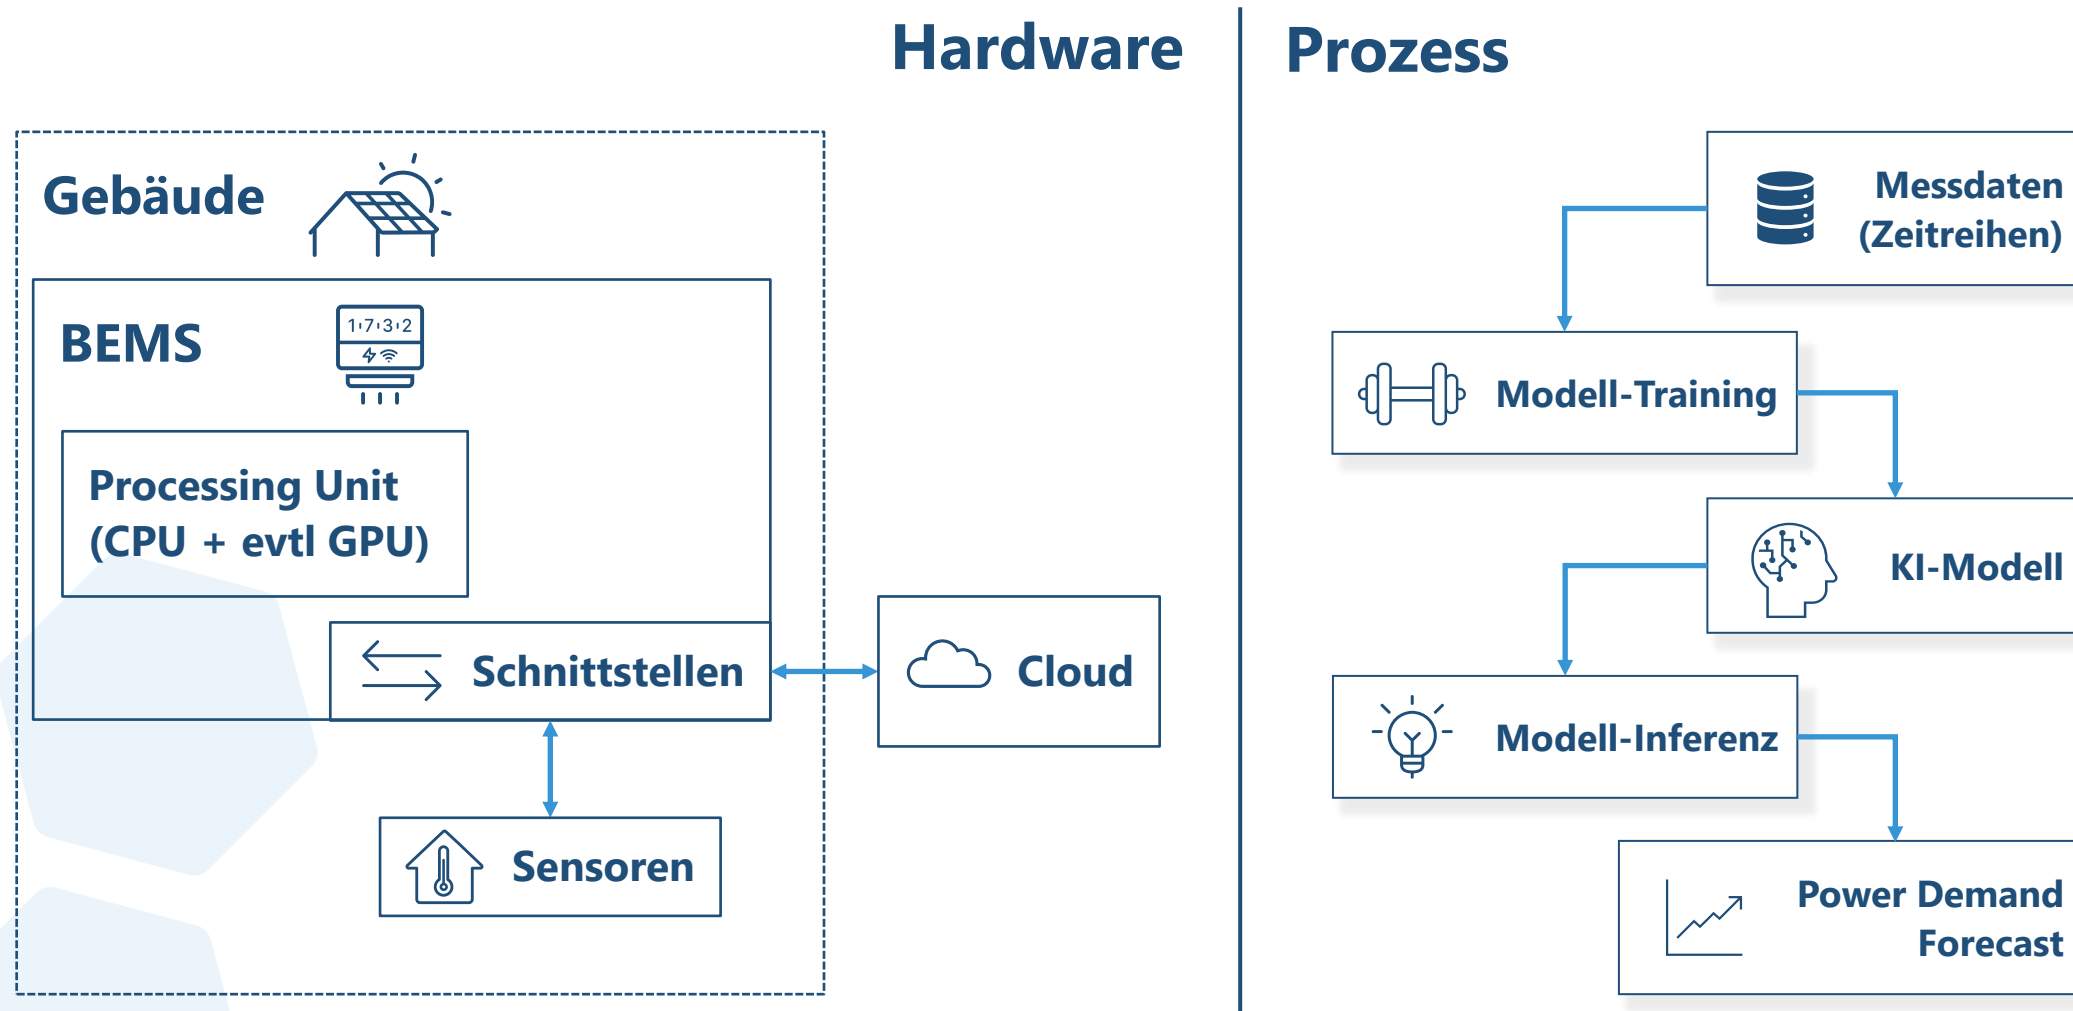 Hardware
Prozess
Gebäude
BEMS
1 7 3 2
Processing Unit
(CPU + evtl GPU)
Schnittstellen
Cloud
Sensoren
Messdaten
(Zeitreihen)
Modell-Training
KI-Modell
Modell-Inferenz
Power Demand
Forecast